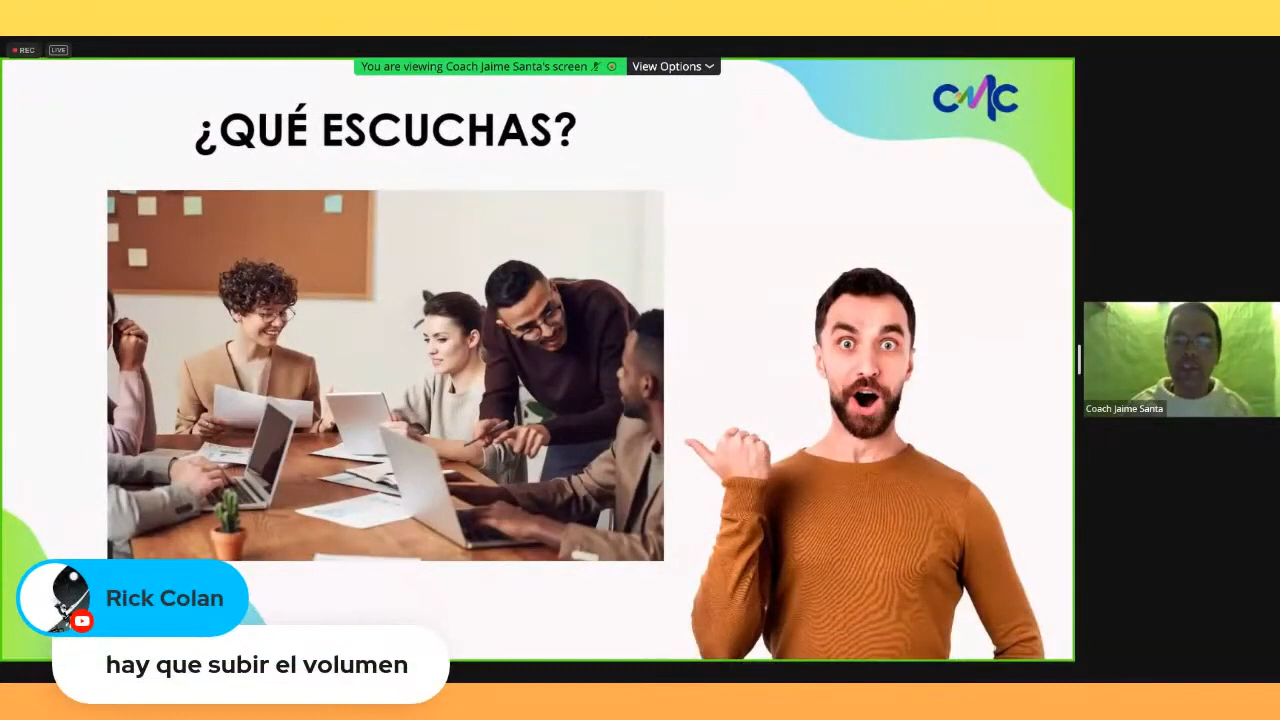 REC LIVE
You are viewing Coach Jaime Santa's screen View Options
CMC
¿QUÉ ESCUCHAS?
Coach Jaime Santa
Rick Colan
hay que subir el volumen